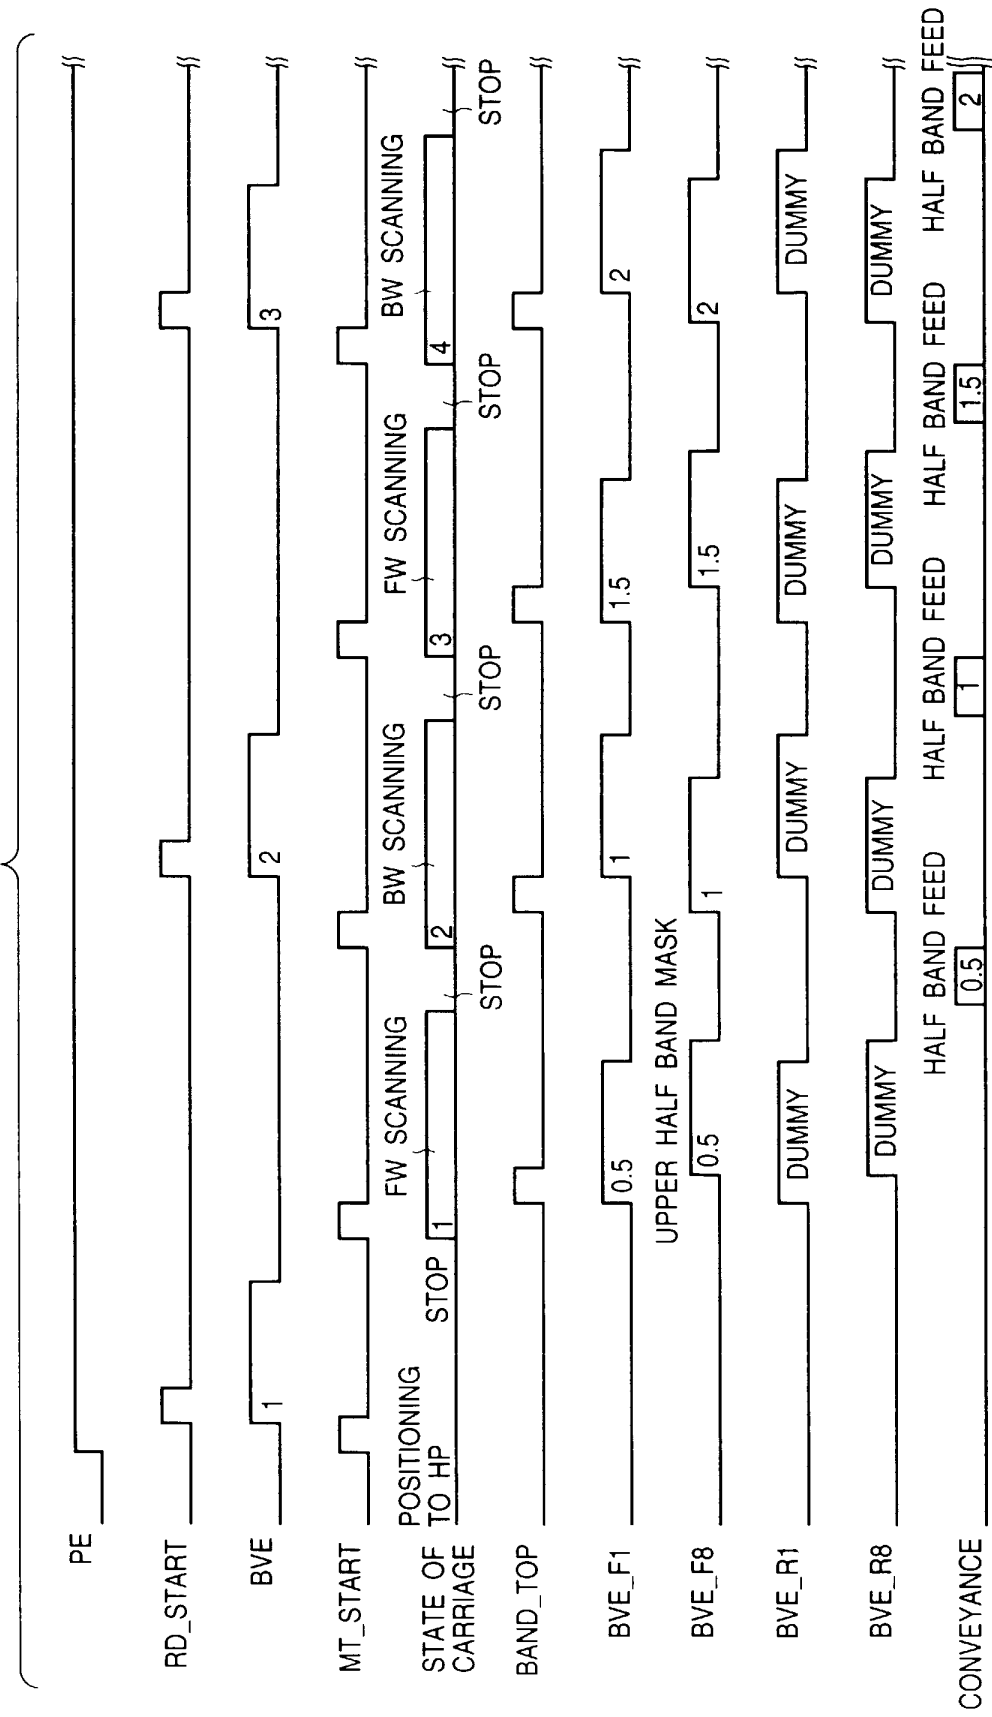 PE
RD_START
BVE
1
2
3
MT_START
STATE OF
CARRIAGE
POSITIONING
TO HP
STOP
1
FW SCANNING
STOP
2
BW SCANNING
STOP
3
FW SCANNING
STOP
4
BW SCANNING
STOP
BAND_TOP
BVE_F1
0.5
1
1.5
2
BVE_F8
UPPER HALF BAND MASK
0.5
1
1.5
2
BVE_R1
DUMMY
DUMMY
DUMMY
DUMMY
BVE_R8
DUMMY
DUMMY
DUMMY
DUMMY
CONVEYANCE
HALF BAND FEED
0.5
HALF BAND FEED
1
HALF BAND FEED
1.5
HALF BAND FEED
2